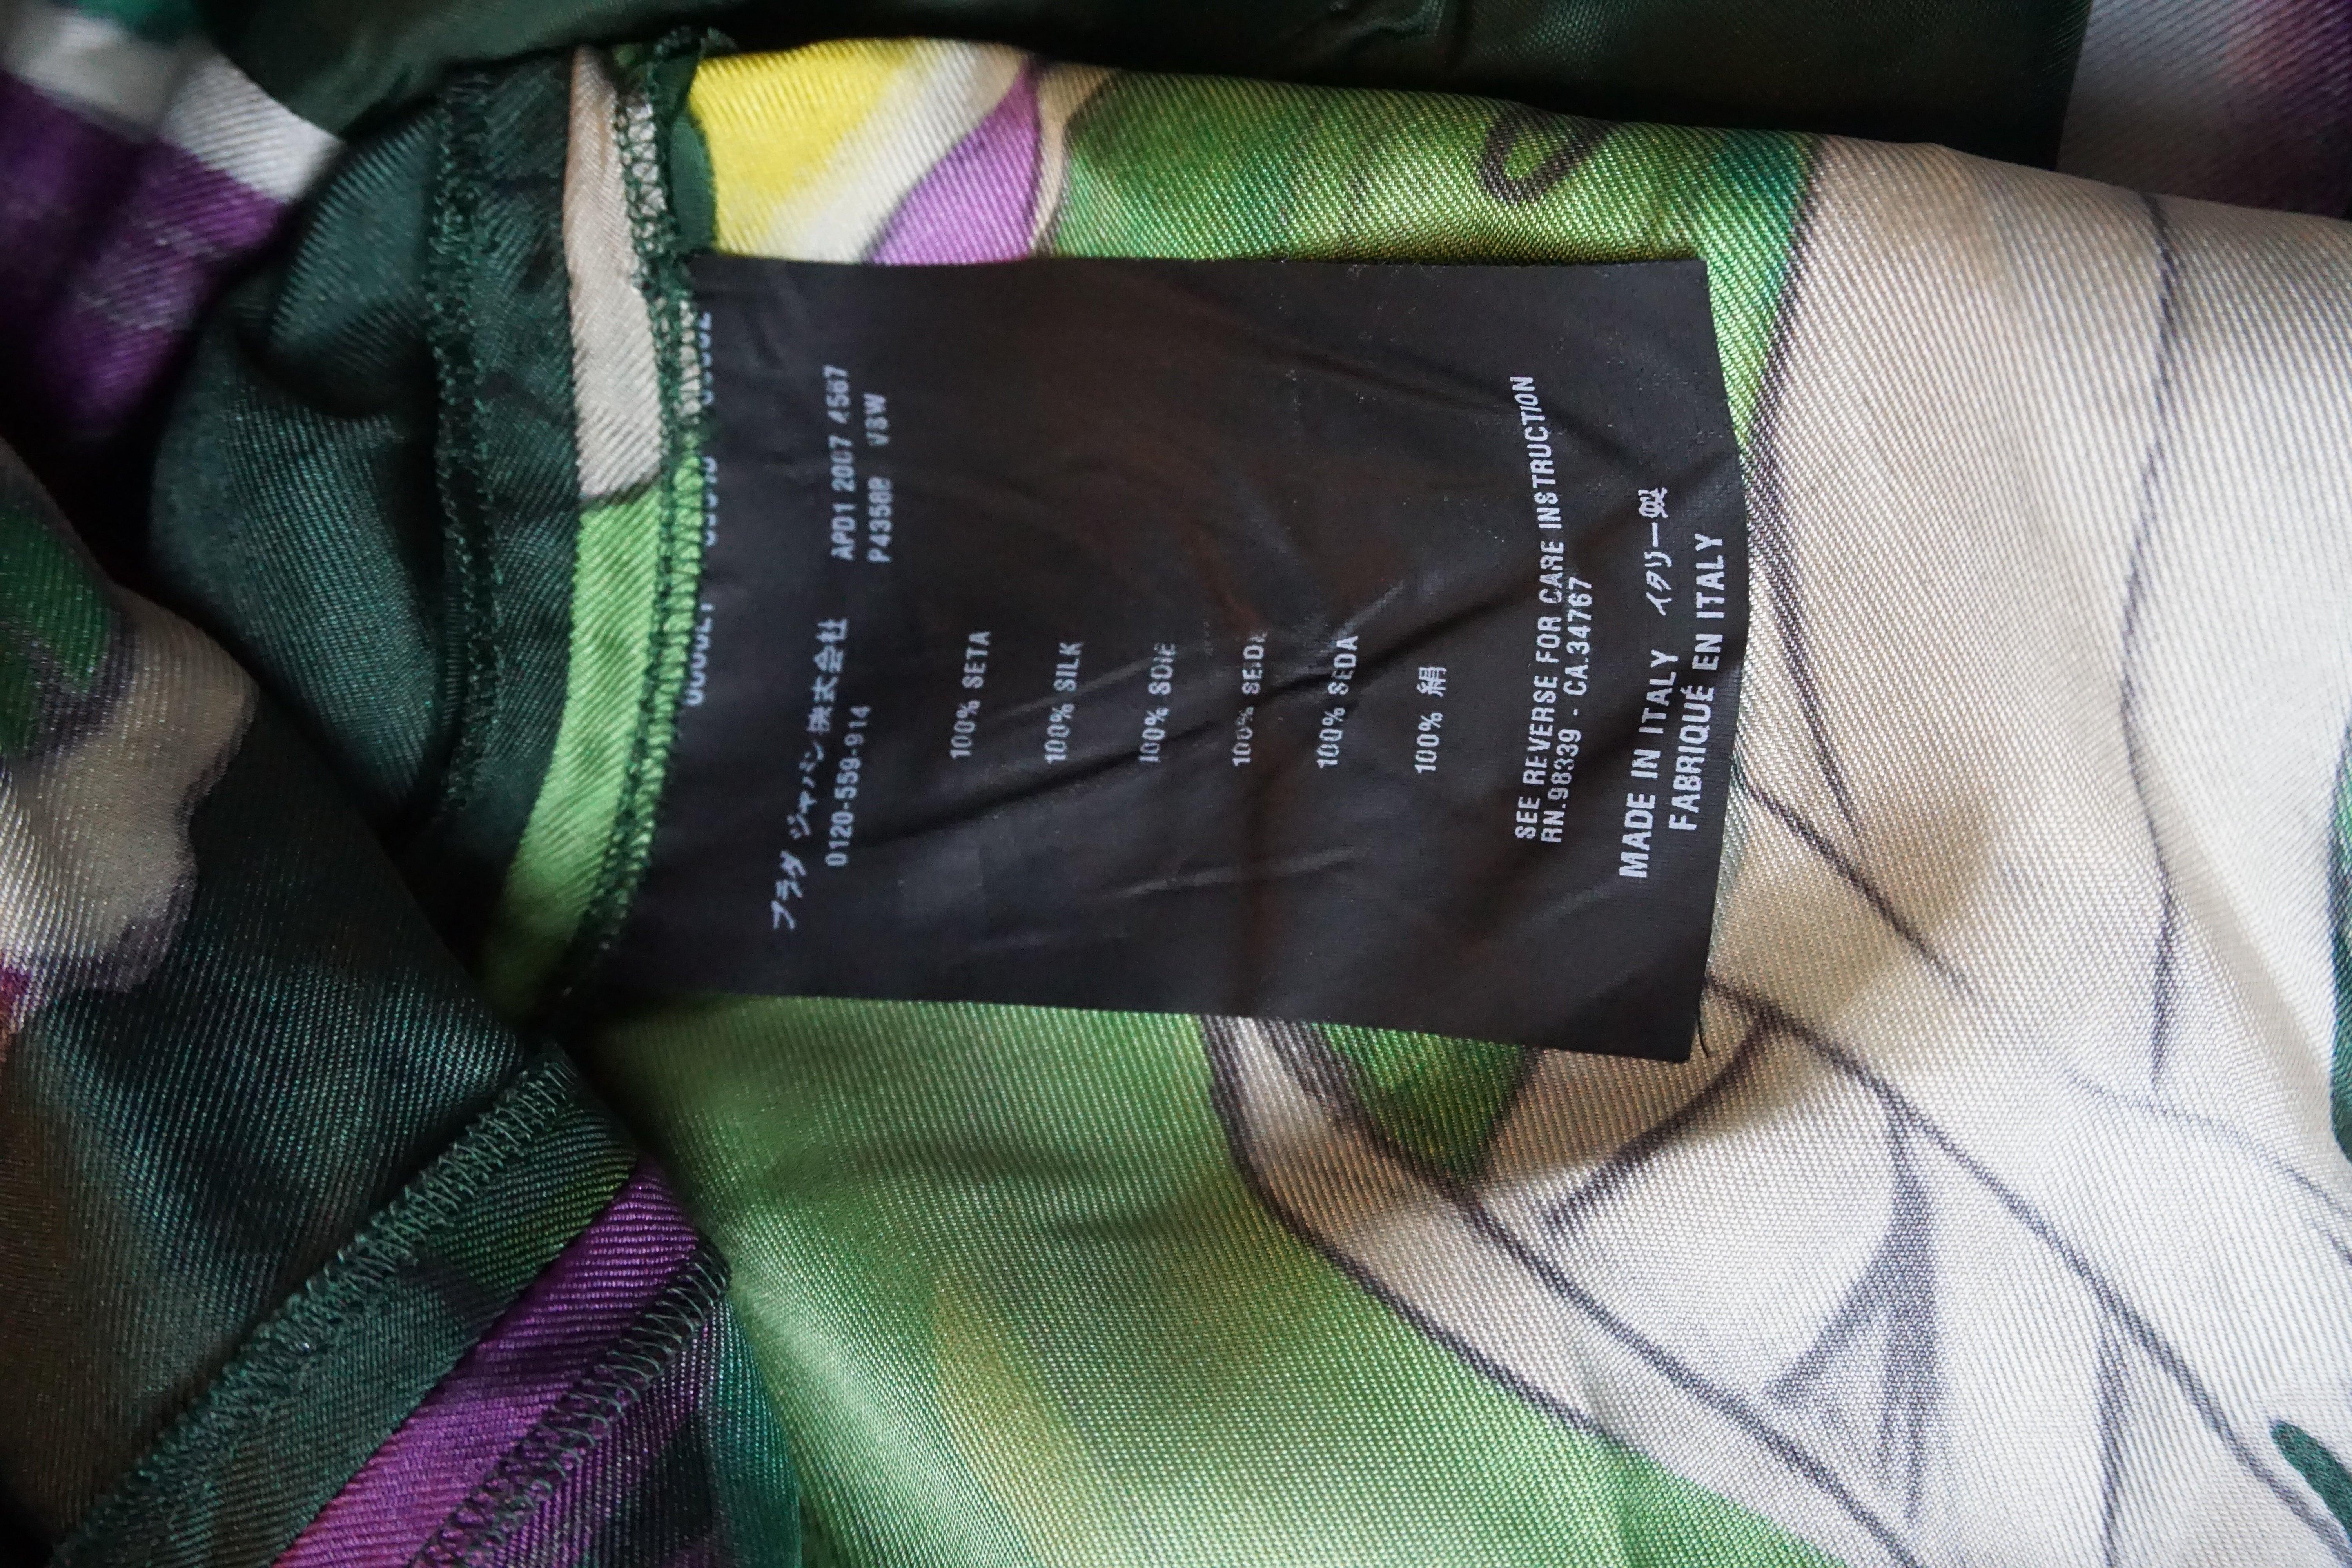 プラダ ジャパン 株式会社 APD1 2007 4567
0120-559-914 P4358B V8W
100% SETA
100% SILK
100% SOIE
100% SEDA
100% SEDA
100% 絹
SEE REVERSE FOR CARE INSTRUCTION
RN.98339 - CA.34767
MADE IN ITALY イタリー製
FABRIQUÉ EN ITALY